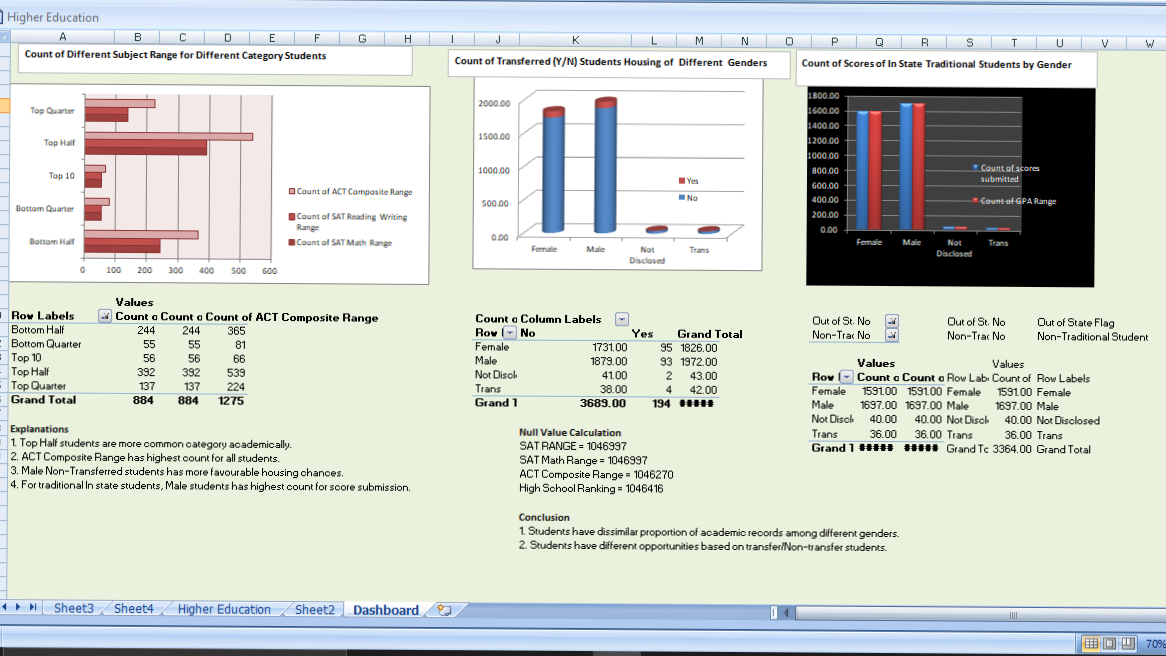 Higher Education
A B C D E F G H I J K L M N O P Q R S T U V W
Count of Different Subject Range for Different Category Students
Count of Transferred (Y/N) Students Housing of Different Genders
Count of Scores of In State Traditional Students by Gender
Top Quarter
Top Half
Top 10
Bottom Quarter
Bottom Half
0 100 200 300 400 500 600
Count of ACT Composite Range
Count of SAT Reading Writing
Range
Count of SAT Math Range
2000.00
1500.00
1000.00
500.00
0.00
Female Male Not Trans
Disclosed
Yes
No
1800.00
1600.00
1400.00
1200.00
1000.00
800.00
600.00
400.00
200.00
0.00
Female Male Not Trans
Disclosed
Count of scores
submitted
Count of GPA Range
Values
Row Labels Count o Count o Count of ACT Composite Range
Bottom Half 244 244 365
Bottom Quarter 55 55 81
Top 10 56 56 66
Top Half 392 392 539
Top Quarter 137 137 224
Grand Total 884 884 1275
Explanations
1. Top Half students are more common category academically.
2. ACT Composite Range has highest count for all students.
3. Male Non-Transferred students has more favourable housing chances.
4. For traditional In state students, Male students has highest count for score submission.
Count o Column Labels
Row No Yes Grand Total
Female 1731.00 95 1826.00
Male 1879.00 93 1972.00
Not Discl 41.00 2 43.00
Trans 38.00 4 42.00
Grand T 3689.00 194 #####
Null Value Calculation
SAT RANGE = 1046997
SAT Math Range = 1046997
ACT Composite Range = 1046270
High School Ranking = 1046416
Conclusion
1. Students have dissimilar proportion of academic records among different genders.
2. Students have different opportunities based on transfer/Non-transfer students.
Out of St. No Out of St. No Out of State Flag
Non-Trac No Non-Trac No Non-Traditional Student
Values Values
Row Count o Count o Row Lab Count of Row Labels
Female 1591.00 1591.00 Female 1591.00 Female
Male 1697.00 1697.00 Male 1697.00 Male
Not Discl 40.00 40.00 Not Discl 40.00 Not Disclosed
Trans 36.00 36.00 Trans 36.00 Trans
Grand T ##### ##### Grand To 3364.00 Grand Total
Sheet3 Sheet4 Higher Education Sheet2 Dashboard
70%